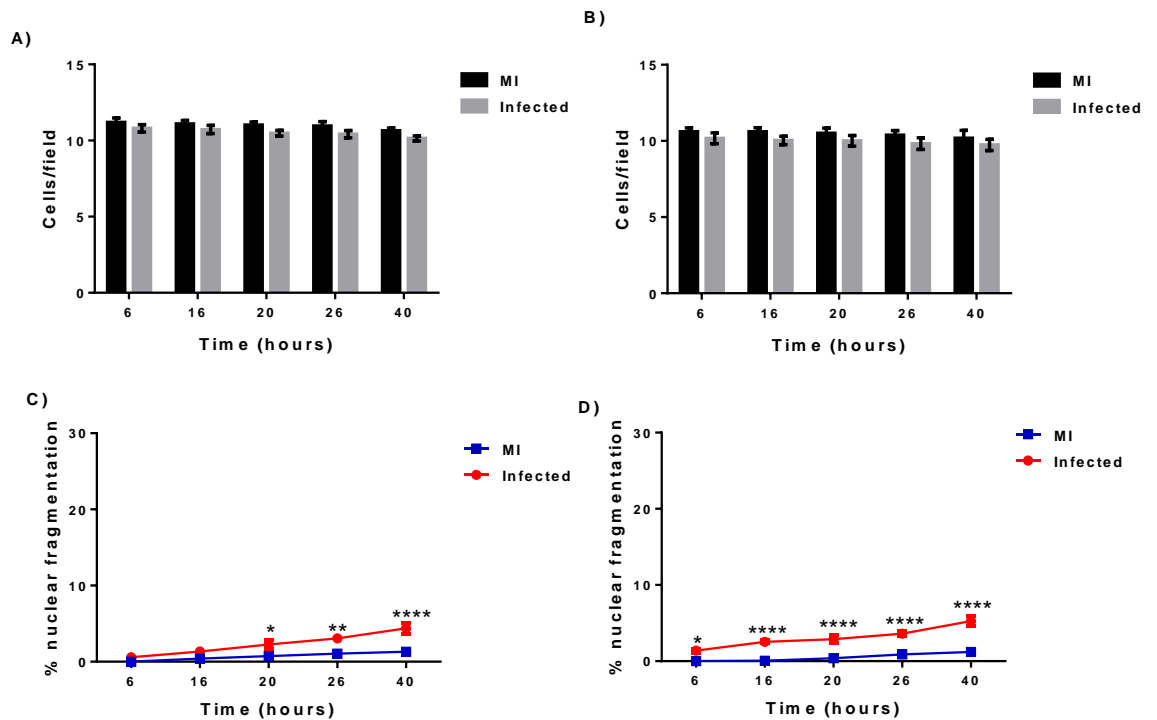 A)
15
10
5
0
Cells/field
6 16 20 26 40
Time (hours)
MI
Infected
B)
15
10
5
0
Cells/field
6 16 20 26 40
Time (hours)
MI
Infected
C)
30
20
10
0
% nuclear fragmentation
* ** ****
6 16 20 26 40
Time (hours)
MI
Infected
D)
30
20
10
0
% nuclear fragmentation
* **** **** **** ****
6 16 20 26 40
Time (hours)
MI
Infected